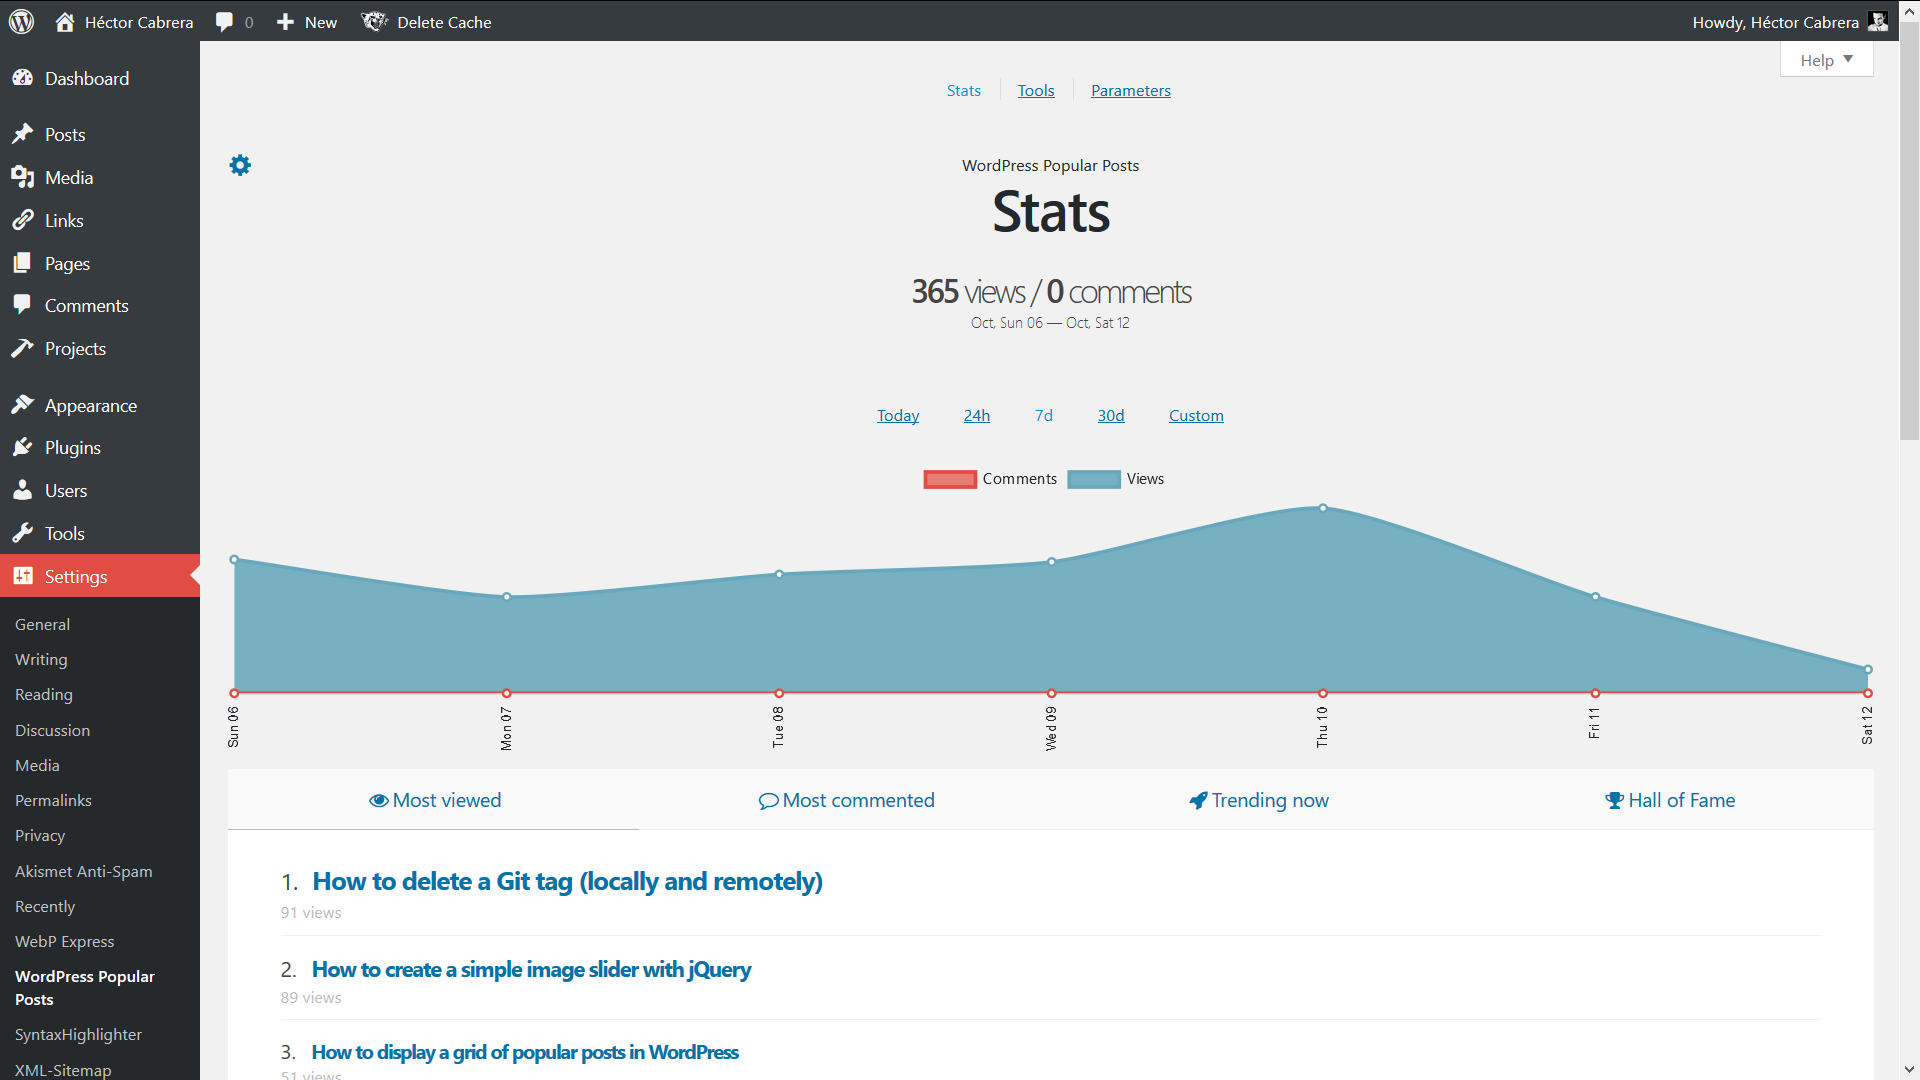 Héctor Cabrera
0
New
Delete Cache
Howdy, Héctor Cabrera
Help
Dashboard
Posts
Media
Links
Pages
Comments
Projects
Appearance
Plugins
Users
Tools
Settings
General
Writing
Reading
Discussion
Media
Permalinks
Privacy
Akismet Anti-Spam
Recently
WebP Express
WordPress Popular
Posts
SyntaxHighlighter
XML-Sitemap
Stats
Tools
Parameters
WordPress Popular Posts
Stats
365 views / 0 comments
Oct, Sun 06 — Oct, Sat 12
Today
24h
7d
30d
Custom
Comments
Views
Sun 06
Mon 07
Tue 08
Wed 09
Thu 10
Fri 11
Sat 12
Most viewed
Most commented
Trending now
Hall of Fame
1. How to delete a Git tag (locally and remotely)
91 views
2. How to create a simple image slider with jQuery
89 views
3. How to display a grid of popular posts in WordPress
51 views